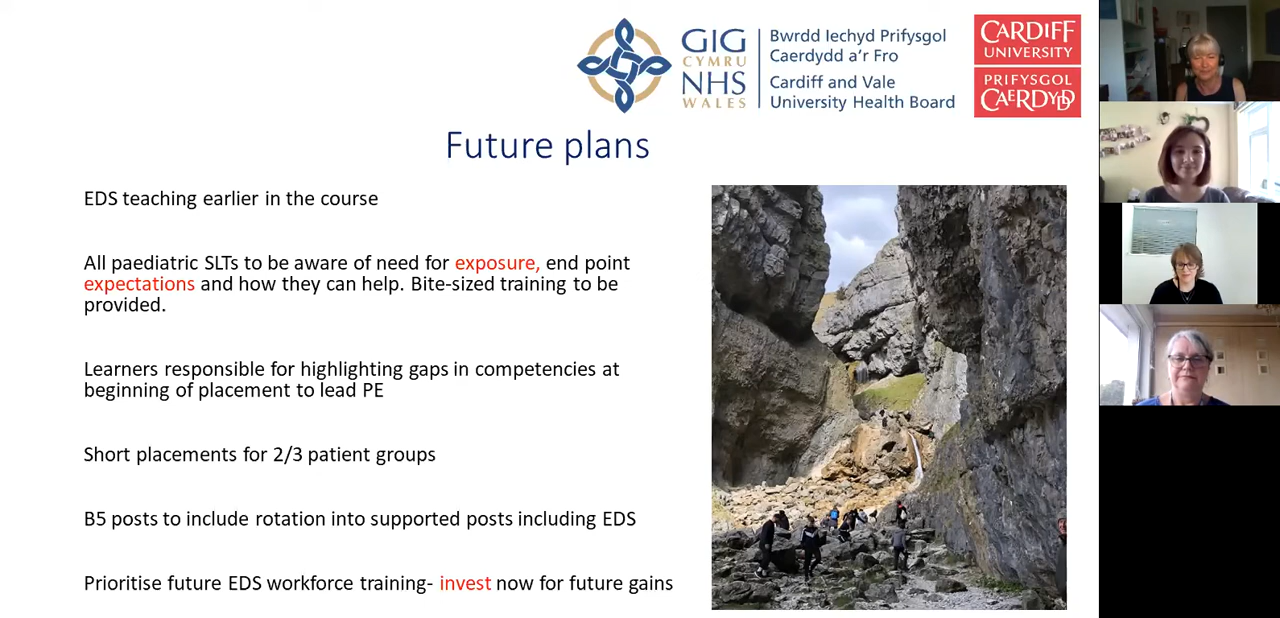 GIG
CYMRU
NHS
WALES
Bwrdd Iechyd Prifysgol
Caerdydd a'r Fro
Cardiff and Vale
University Health Board
CARDIFF
UNIVERSITY
PRIFYSGOL
CAERDYDD
Future plans
EDS teaching earlier in the course
All paediatric SLTs to be aware of need for exposure, end point
expectations and how they can help. Bite-sized training to be
provided.
Learners responsible for highlighting gaps in competencies at
beginning of placement to lead PE
Short placements for 2/3 patient groups
B5 posts to include rotation into supported posts including EDS
Prioritise future EDS workforce training- invest now for future gains